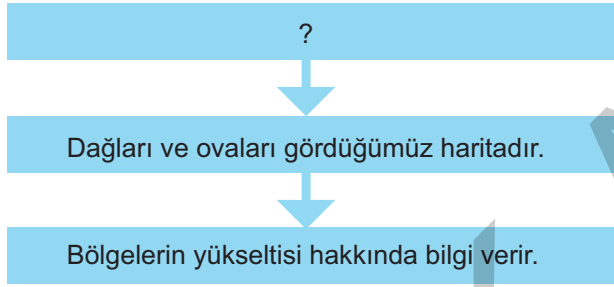 ?
Dağları ve ovaları gördüğümüz haritadır.
Bölgelerin yükseltisi hakkında bilgi verir.